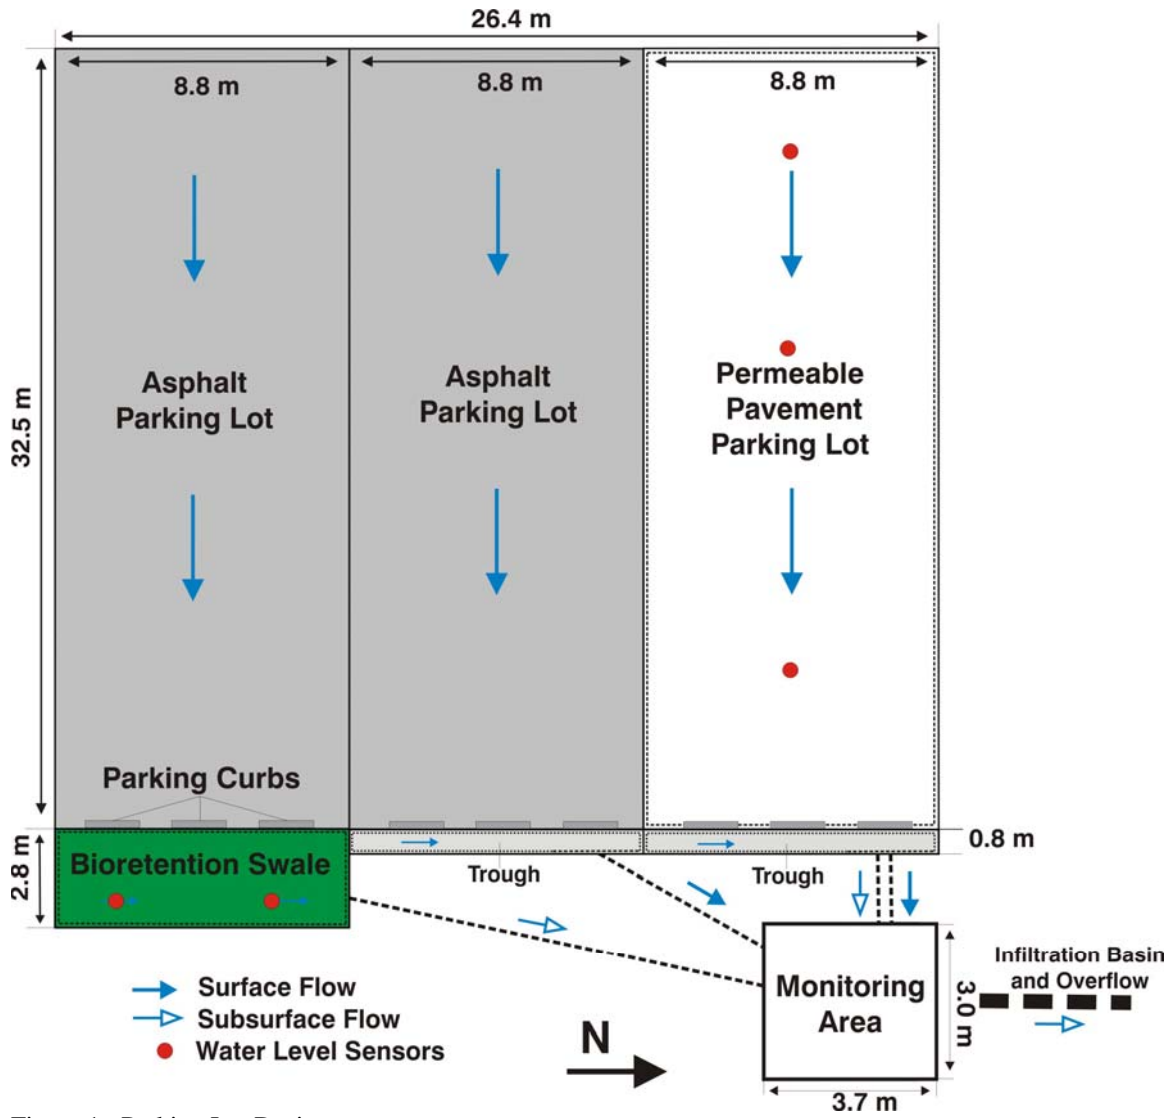 26.4 m
8.8 m
8.8 m
8.8 m
32.5 m
Asphalt
Parking Lot
Asphalt
Parking Lot
Permeable
Pavement
Parking Lot
Parking Curbs
2.8 m
Bioretention Swale
Trough
Trough
0.8 m
Surface Flow
Subsurface Flow
Water Level Sensors
N
Monitoring
Area
3.0 m
3.7 m
Infiltration Basin
and Overflow